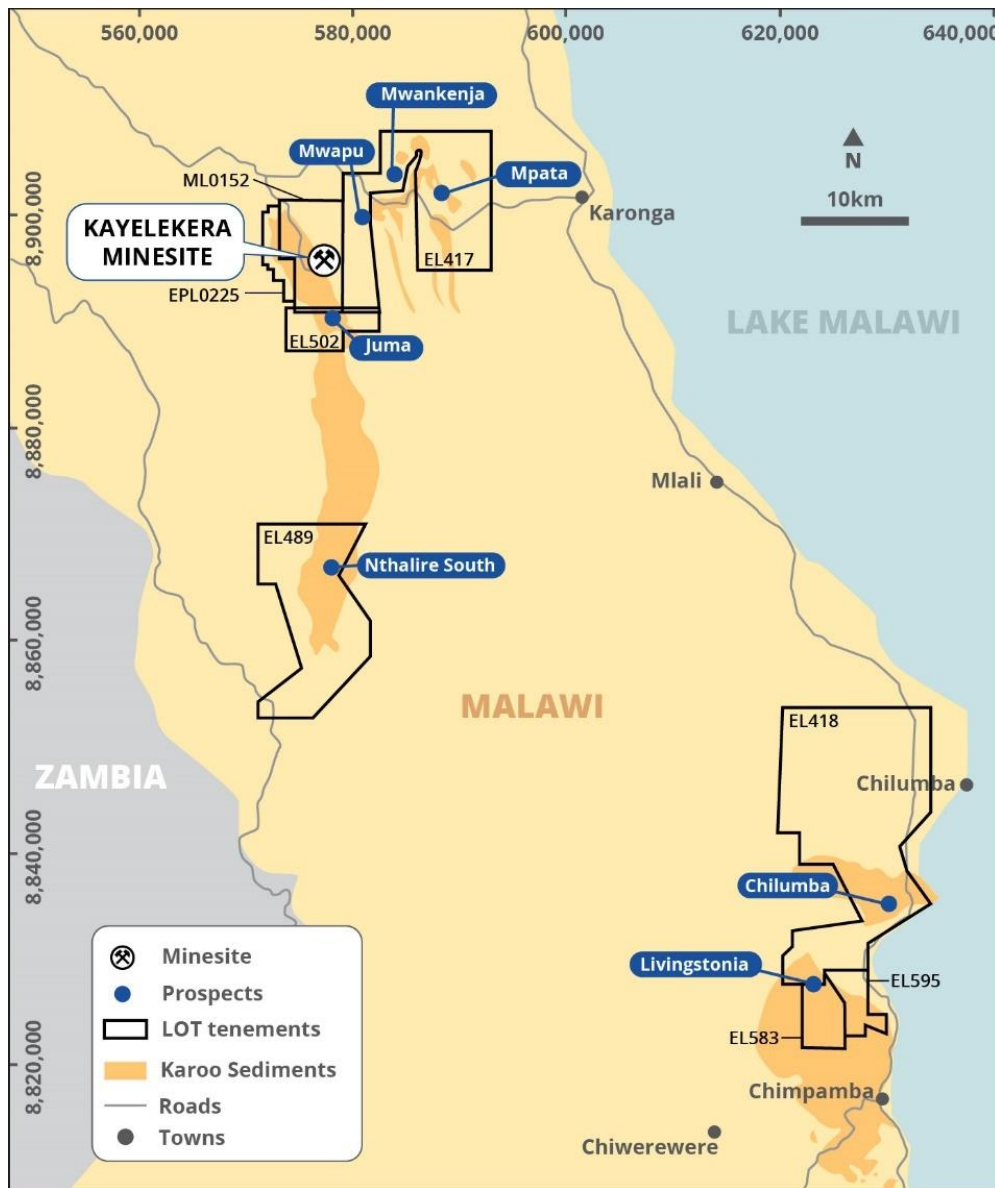 560,000
580,000
600,000
620,000
640,000
Mwankenja
Mwapu
Mpata
N
10km
ML0152
Karonga
8,900,000
KAYELEKERA
MINESITE
EL417
EPL0225
LAKE MALAWI
EL502
Juma
8,880,000
Mlali
EL489
Nthalire South
8,860,000
MALAWI
EL418
ZAMBIA
Chilumba
8,840,000
Chilumba
Livingstonia
EL595
EL583
8,820,000
Chimpamba
Chiwerewere
Minesite
Prospects
LOT tenements
Karoo Sediments
Roads
Towns